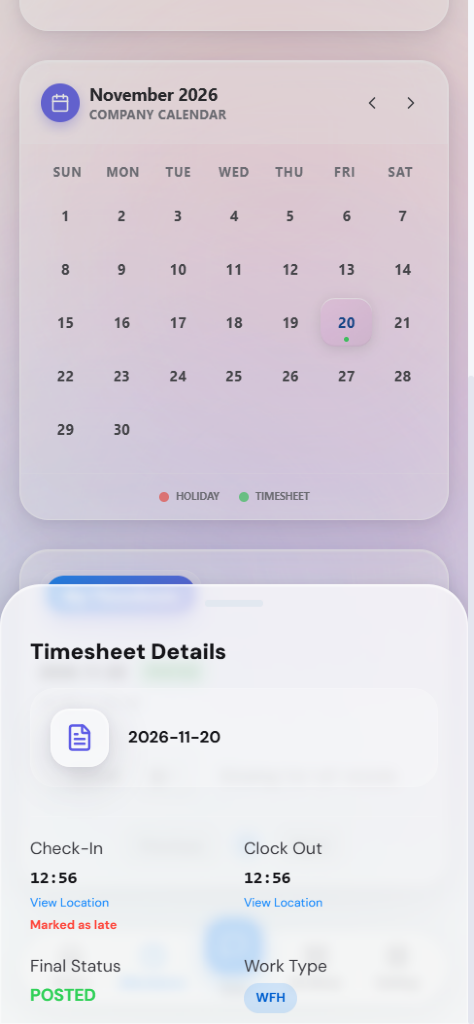 November 2026
COMPANY CALENDAR
SUN MON TUE WED THU FRI SAT
1 2 3 4 5 6 7
8 9 10 11 12 13 14
15 16 17 18 19 20 21
22 23 24 25 26 27 28
29 30
HOLIDAY TIMESHEET
Timesheet Details
2026-11-20
Check-In Clock Out
12:56 12:56
View Location View Location
Marked as late
Final Status Work Type
POSTED WFH